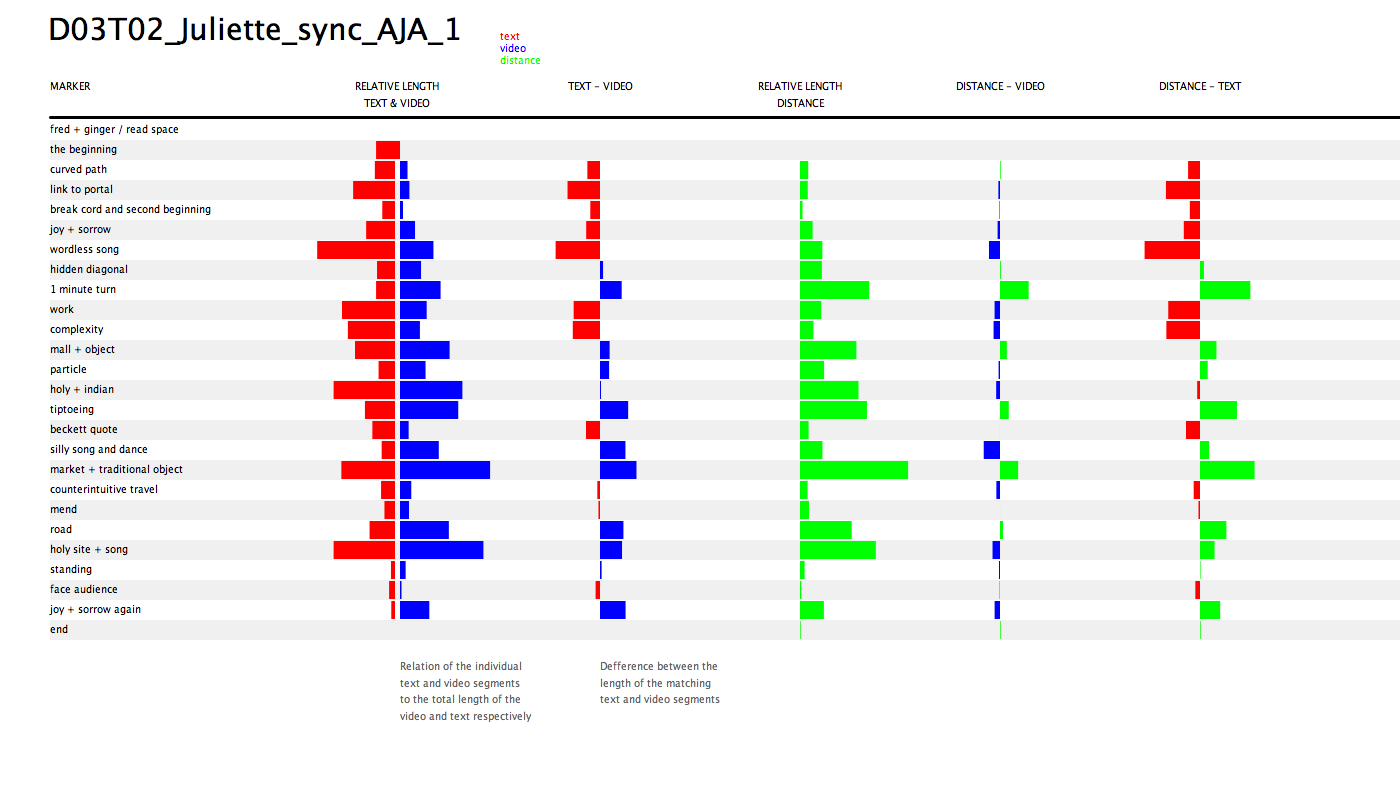 D03T02_Juliette_sync_AJA_1
text
video
distance
MARKER
RELATIVE LENGTH
TEXT & VIDEO
TEXT – VIDEO
RELATIVE LENGTH
DISTANCE
DISTANCE – VIDEO
DISTANCE – TEXT
fred + ginger / read space
the beginning
curved path
link to portal
break cord and second beginning
joy + sorrow
wordless song
hidden diagonal
1 minute turn
work
complexity
mall + object
particle
holy + indian
tiptoeing
beckett quote
silly song and dance
market + traditional object
counterintuitive travel
mend
road
holy site + song
standing
face audience
joy + sorrow again
end
Relation of the individual
text and video segments
to the total length of the
video and text respectively
Defference between the
length of the matching
text and video segments